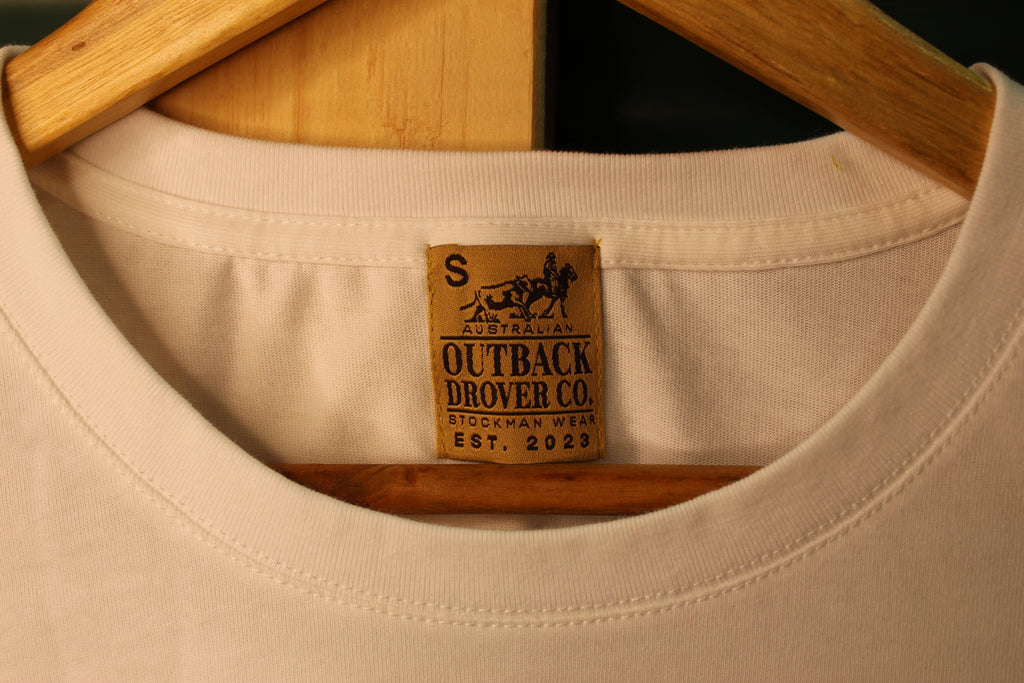 S
AUSTRALIAN
OUTBACK
DROVER CO.
STOCKMAN WEAR
EST. 2023